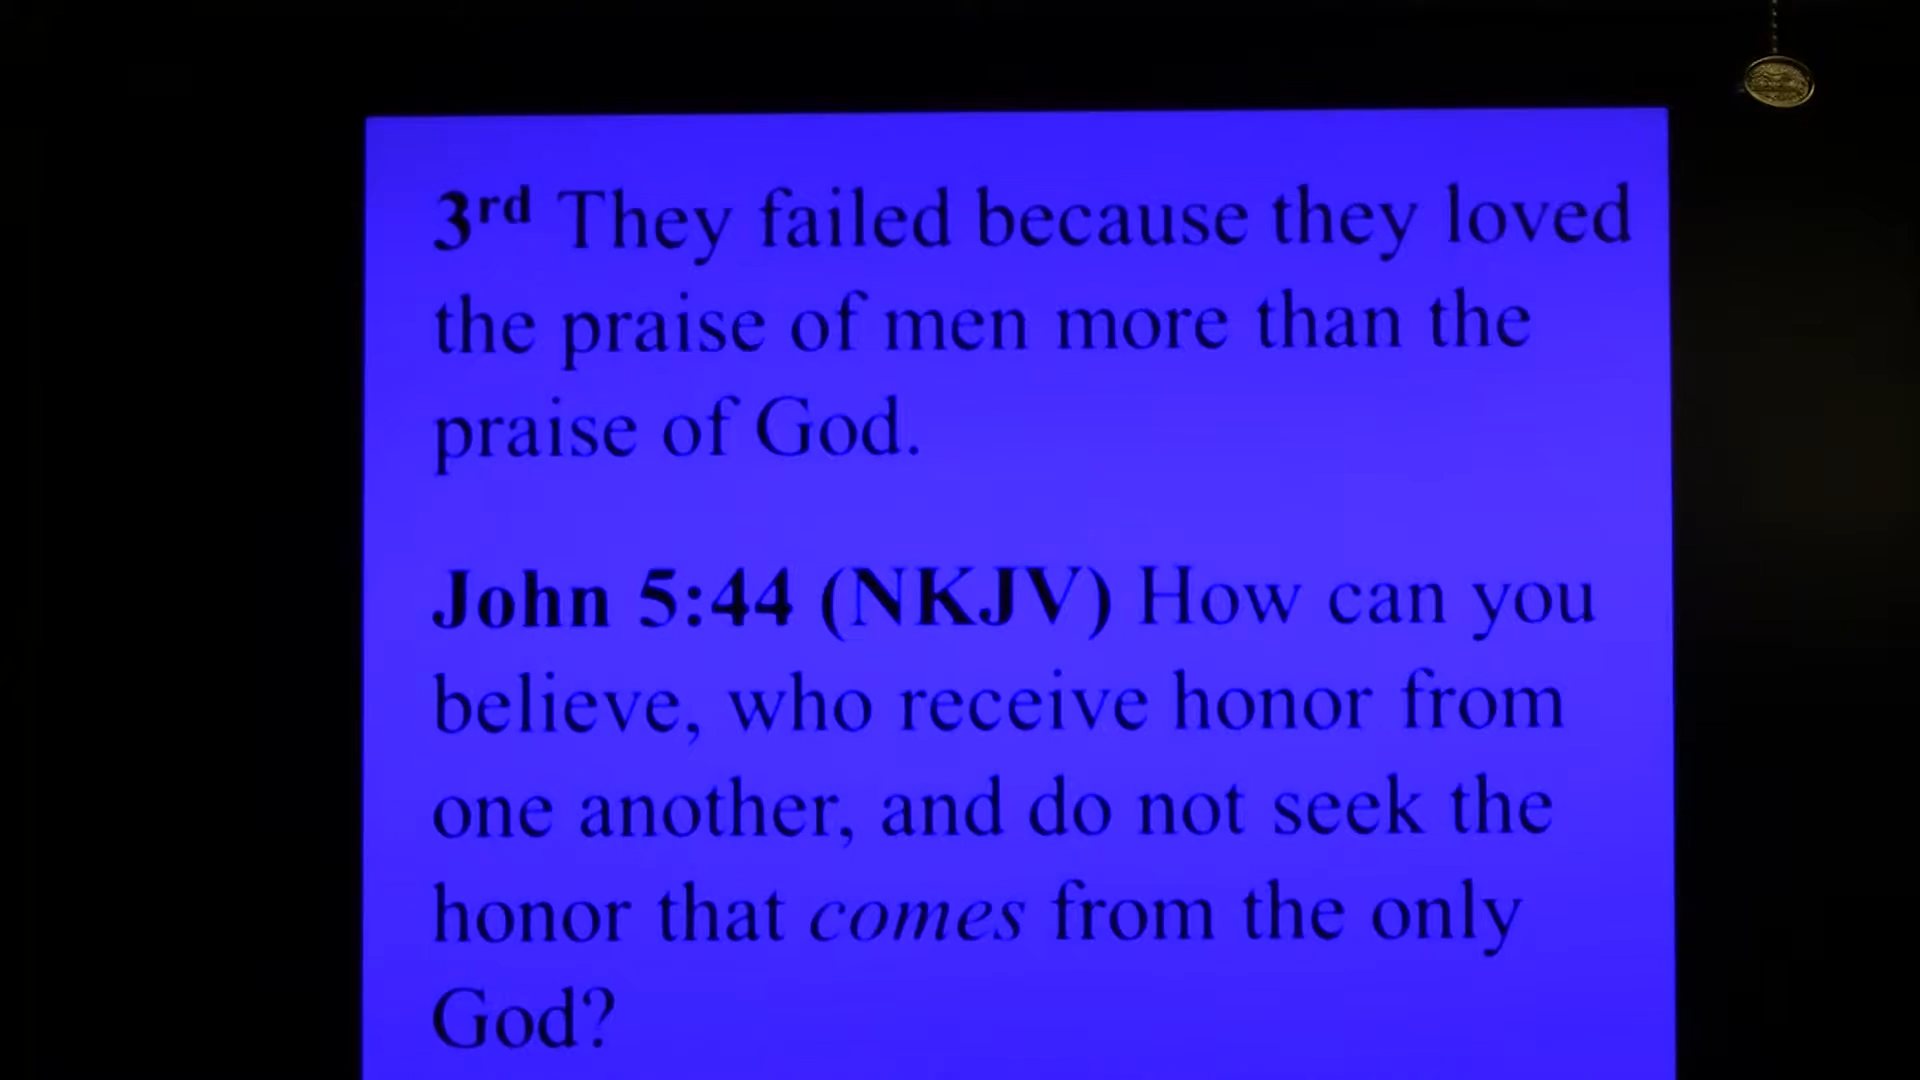 3rd They failed because they loved
the praise of men more than the
praise of God.
John 5:44 (NKJV) How can you
believe, who receive honor from
one another, and do not seek the
honor that comes from the only
God?